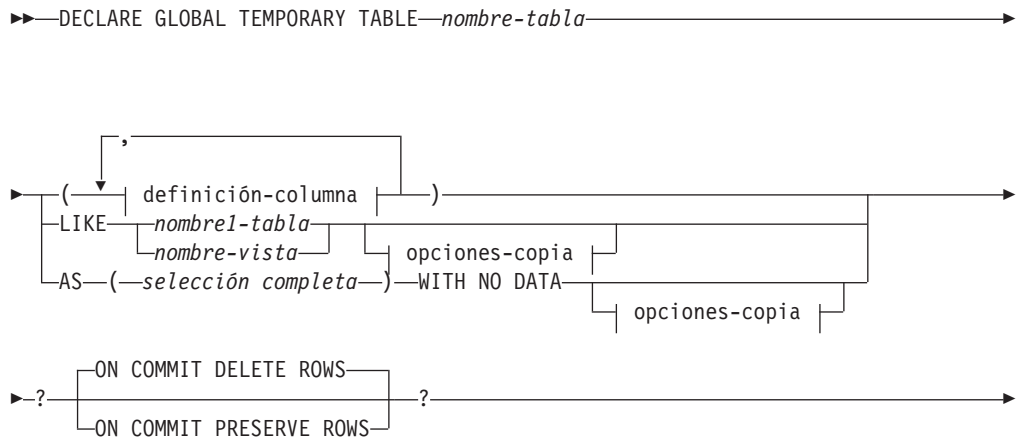 DECLARE GLOBAL TEMPORARY TABLE nombre-tabla
,
( definición-columna )
LIKE nombre1-tabla
nombre-vista opciones-copia
AS ( selección completa ) WITH NO DATA
opciones-copia
ON COMMIT DELETE ROWS
? ?
ON COMMIT PRESERVE ROWS